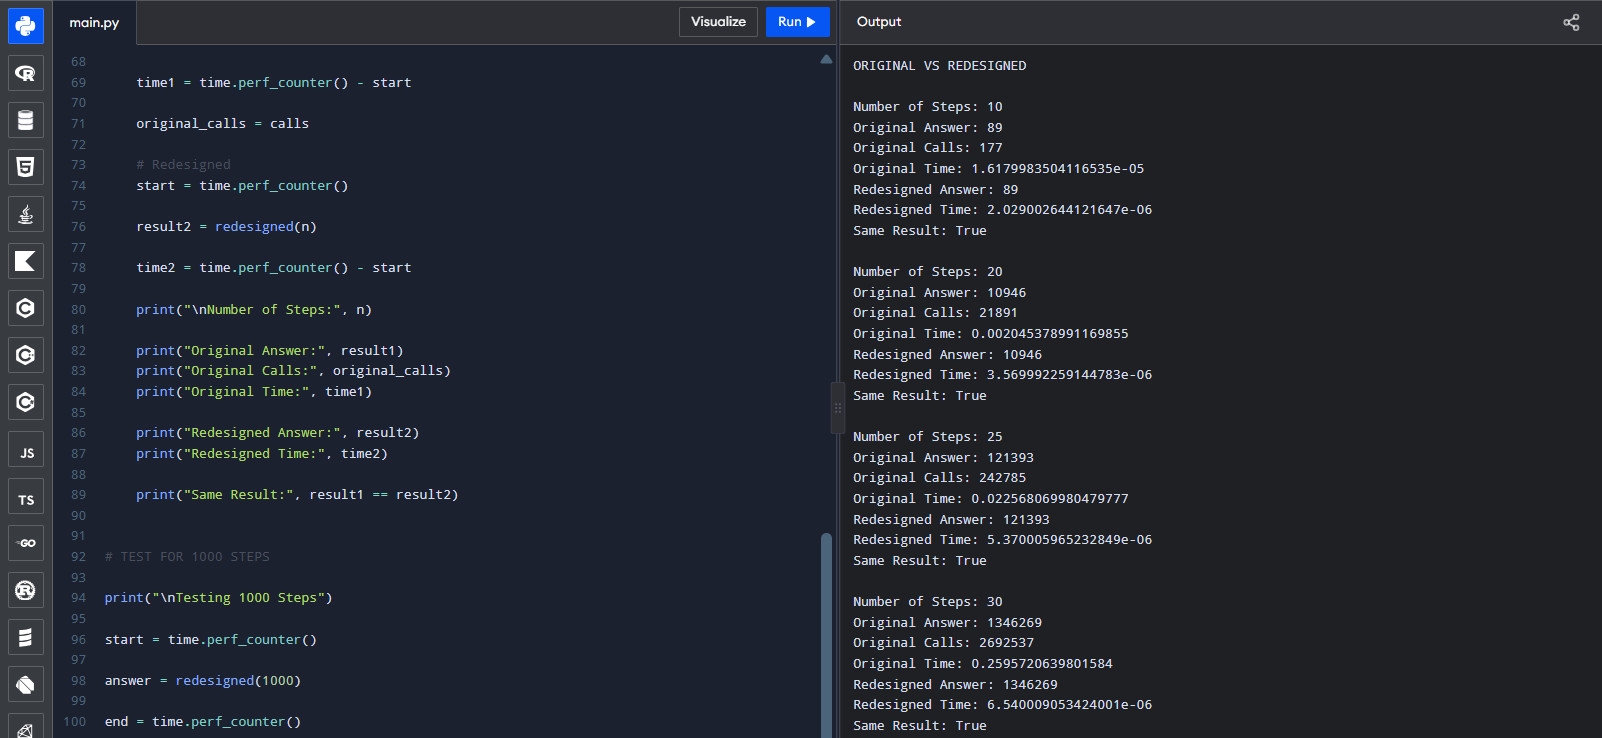 main.py
Visualize
Run
Output
JS
TS
GO
68
69 time1 = time.perf_counter() - start
70
71 original_calls = calls
72
73 # Redesigned
74 start = time.perf_counter()
75
76 result2 = redesigned(n)
77
78 time2 = time.perf_counter() - start
79
80 print("\nNumber of Steps:", n)
81
82 print("Original Answer:", result1)
83 print("Original Calls:", original_calls)
84 print("Original Time:", time1)
85
86 print("Redesigned Answer:", result2)
87 print("Redesigned Time:", time2)
88
89 print("Same Result:", result1 == result2)
90
91
92 # TEST FOR 1000 STEPS
93
94 print("\nTesting 1000 Steps")
95
96 start = time.perf_counter()
97
98 answer = redesigned(1000)
99
100 end = time.perf_counter()
ORIGINAL VS REDESIGNED
Number of Steps: 10
Original Answer: 89
Original Calls: 177
Original Time: 1.6179983504116535e-05
Redesigned Answer: 89
Redesigned Time: 2.029002644121647e-06
Same Result: True
Number of Steps: 20
Original Answer: 10946
Original Calls: 21891
Original Time: 0.002045378991169855
Redesigned Answer: 10946
Redesigned Time: 3.569992259144783e-06
Same Result: True
Number of Steps: 25
Original Answer: 121393
Original Calls: 242785
Original Time: 0.022568069980479777
Redesigned Answer: 121393
Redesigned Time: 5.370005965232849e-06
Same Result: True
Number of Steps: 30
Original Answer: 1346269
Original Calls: 2692537
Original Time: 0.2595720639801584
Redesigned Answer: 1346269
Redesigned Time: 6.540009053424001e-06
Same Result: True